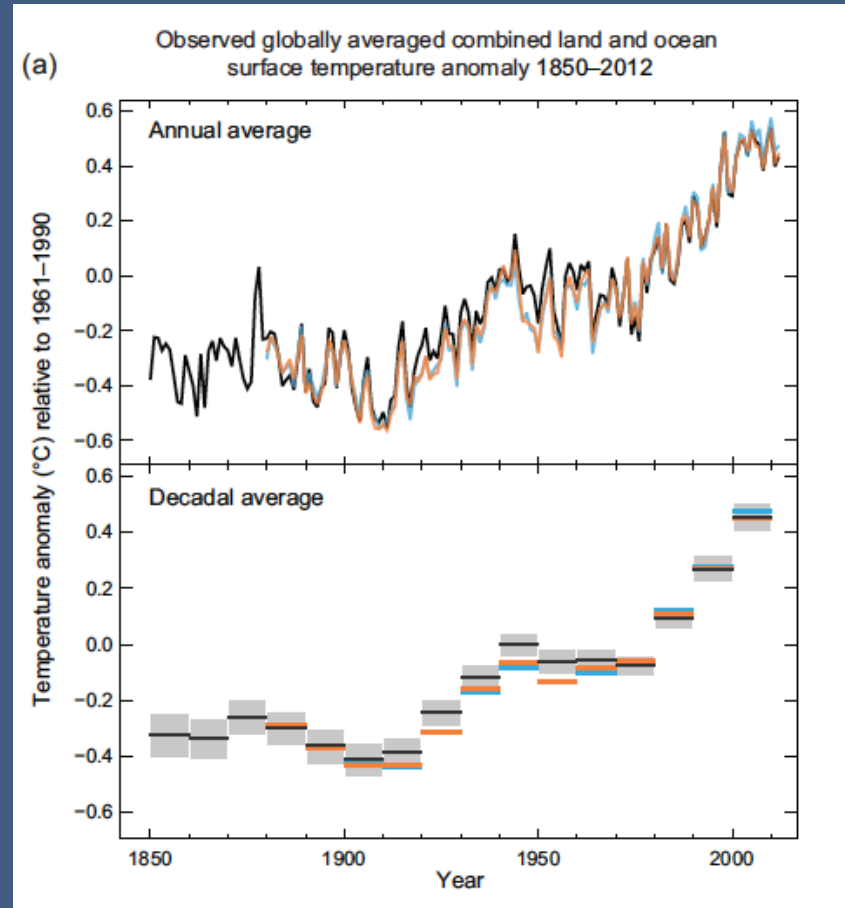 Observed globally averaged combined land and ocean
(a)
surface temperature anomaly 1850–2012
Temperature anomaly (°C) relative to 1961–1990
0.6
Annual average
0.4
0.2
0.0
−0.2
−0.4
−0.6
0.6
Decadal average
0.4
0.2
0.0
−0.2
−0.4
−0.6
1850
1900
1950
2000
Year